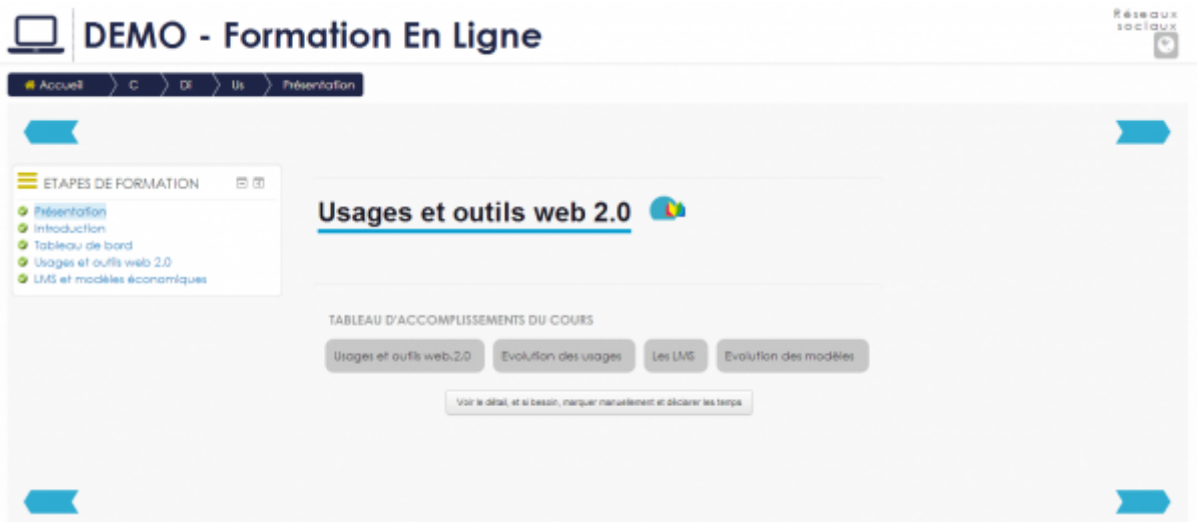 DEMO - Formation En Ligne
Réseaux
sociaux
Accueil C Di Us Présentation
ETAPES DE FORMATION
Présentation
Introduction
Tableau de bord
Usages et outils web 2.0
LMS et modèles économiques
Usages et outils web 2.0
TABLEAU D'ACCOMPLISSEMENTS DU COURS
Usages et outils web.2.0 Evolution des usages Les LMS Evolution des modèles
Voir le détail, et si besoin, marquer manuellement et déclarer les temps